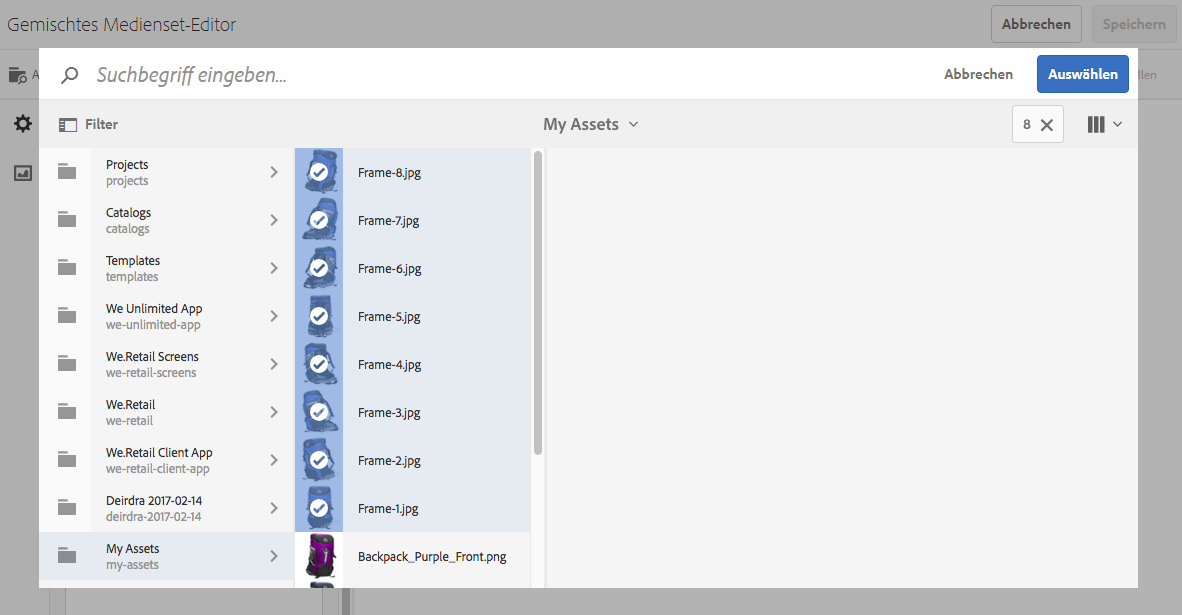 Gemischtes Medienset-Editor
Abbrechen
Speichern
Suchbegriff eingeben...
Abbrechen
Auswählen
Filter
My Assets
8
Projects
projects
Catalogs
catalogs
Templates
templates
We Unlimited App
we-unlimited-app
We.Retail Screens
we-retail-screens
We.Retail
we-retail
We.Retail Client App
we-retail-client-app
Deirdra 2017-02-14
deirdra-2017-02-14
My Assets
my-assets
Frame-8.jpg
Frame-7.jpg
Frame-6.jpg
Frame-5.jpg
Frame-4.jpg
Frame-3.jpg
Frame-2.jpg
Frame-1.jpg
Backpack_Purple_Front.png